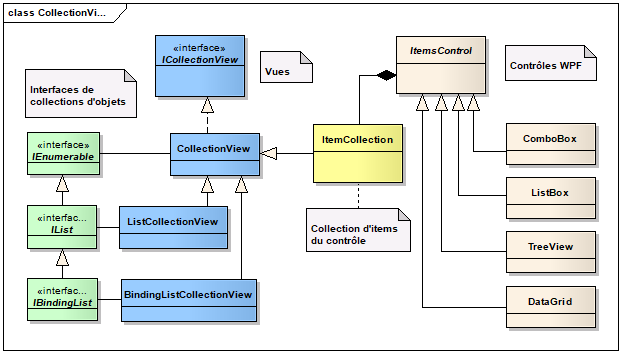 class CollectionVi...
«interface»
ICollectionView
Vues
ItemsControl
Contrôles WPF
Interfaces de
collections d'objets
«interface»
IEnumerable
CollectionView
ItemCollection
ComboBox
ListBox
«interfac...
IList
ListCollectionView
Collection d'items
du contrôle
TreeView
«interfac...
IBindingList
BindingListCollectionView
DataGrid